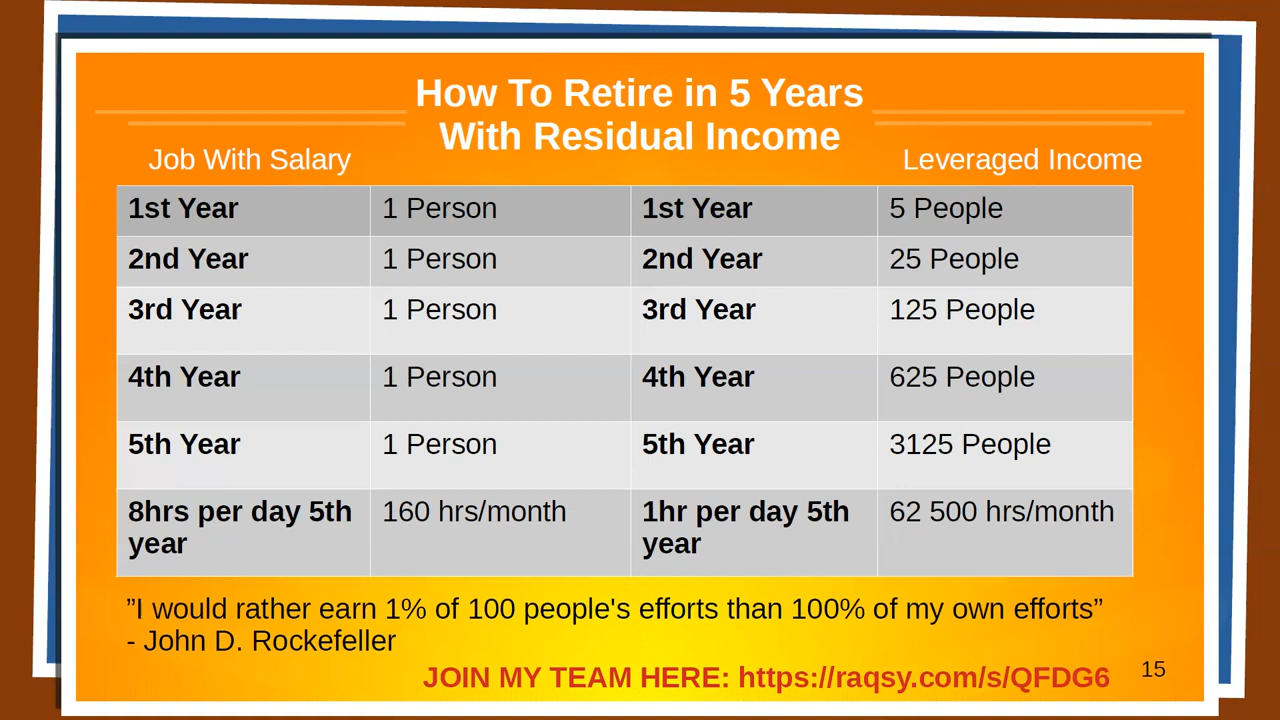 How To Retire in 5 Years
With Residual Income
Job With Salary
Leveraged Income
1st Year 1 Person 1st Year 5 People
2nd Year 1 Person 2nd Year 25 People
3rd Year 1 Person 3rd Year 125 People
4th Year 1 Person 4th Year 625 People
5th Year 1 Person 5th Year 3125 People
8hrs per day 5th 160 hrs/month 1hr per day 5th 62 500 hrs/month
year year
”I would rather earn 1% of 100 people's efforts than 100% of my own efforts”
- John D. Rockefeller
JOIN MY TEAM HERE: https://raqsy.com/s/QFDG6
15